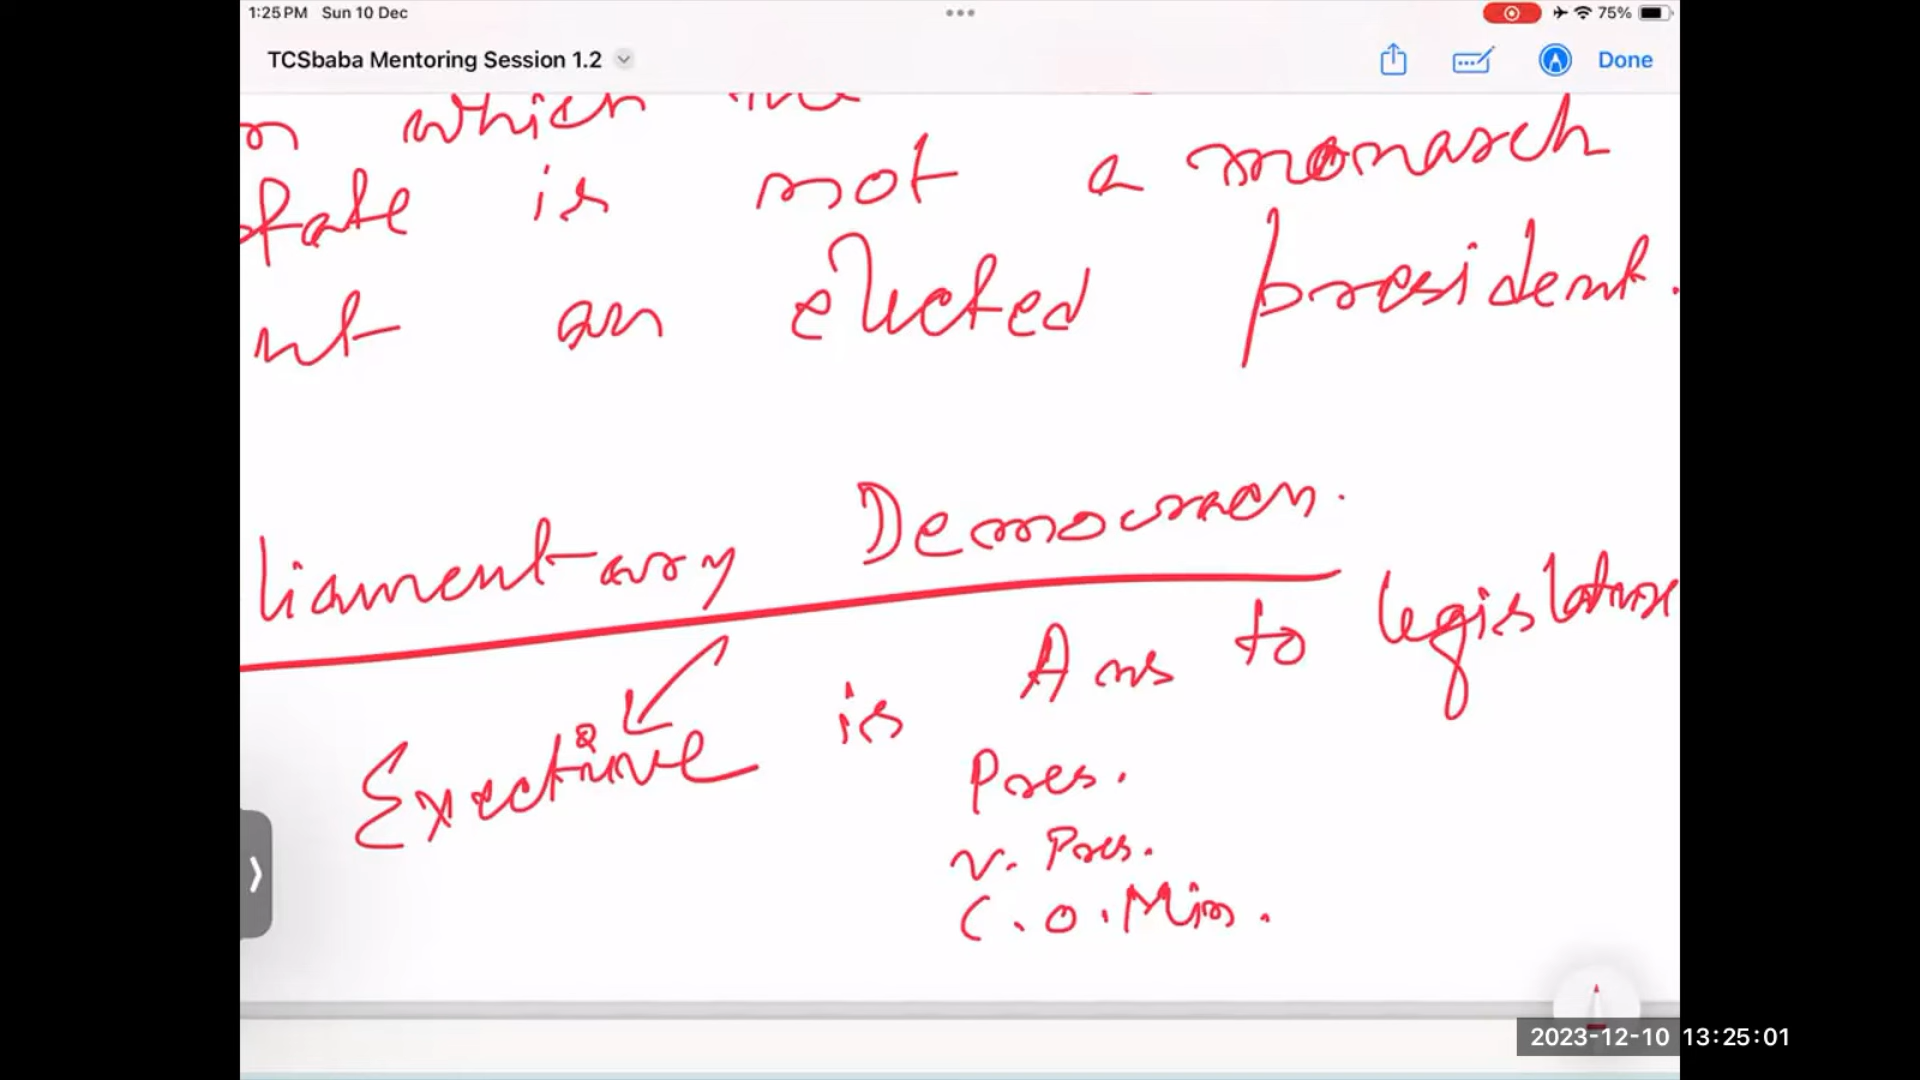 1:25 PM Sun 10 Dec
75%
TCSbaba Mentoring Session 1.2
Done
which
state is not a monarch
an elected president.
liamentary Democracy.
Executive is Ans to legislature
Pres.
V. Pres.
C.O.Min.
2023-12-10 13:25:01